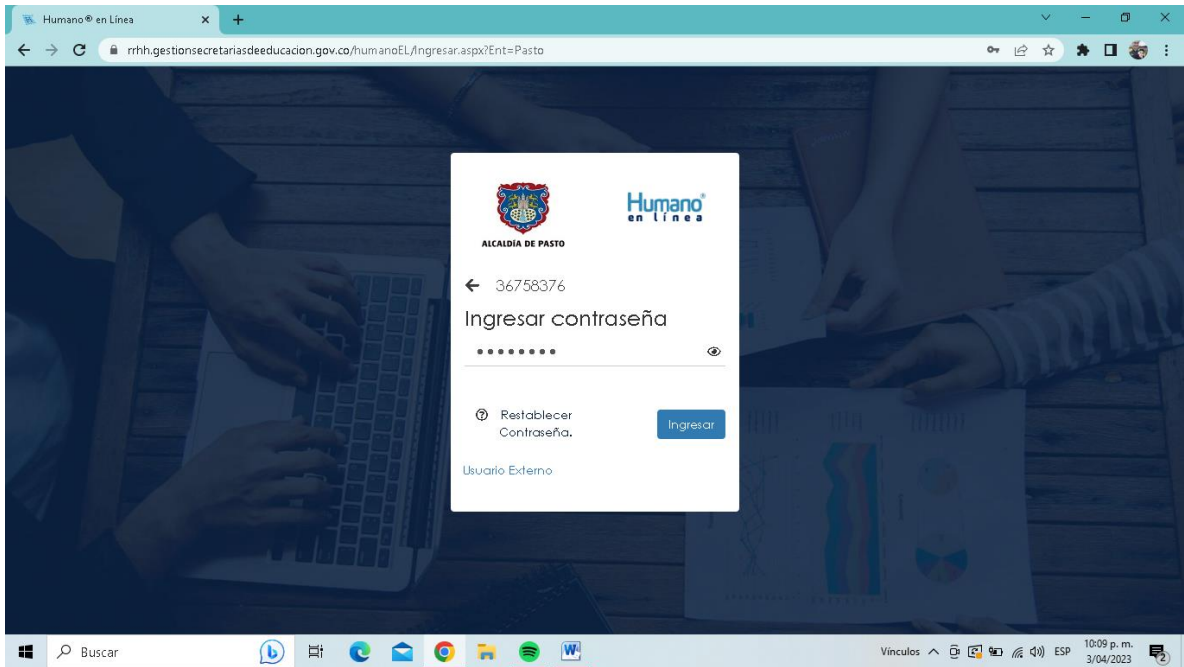 Humano® en Línea
rrhh.gestionsecretariasdeeducacion.gov.co/humanoEL/Ingresar.aspx?Ent=Pasto
Humano®
en línea
ALCALDÍA DE PASTO
36758376
Ingresar contraseña
Restablecer
Contraseña.
Ingresar
Usuario Externo
Buscar
Vínculos
ESP
10:09 p. m.
3/04/2023
2